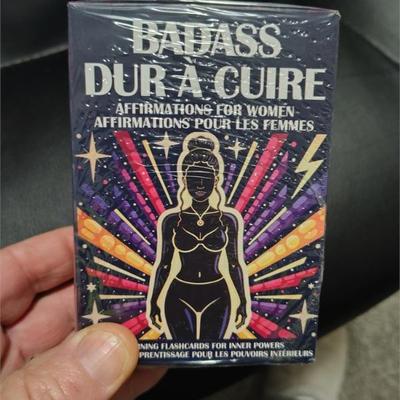 BADASS
DUR À CUIRE
AFFIRMATIONS FOR WOMEN
AFFIRMATIONS POUR LES FEMMES
FLASHCARDS FOR INNER POWERS
POUR LES POUVOIRS INTÉRIEURS